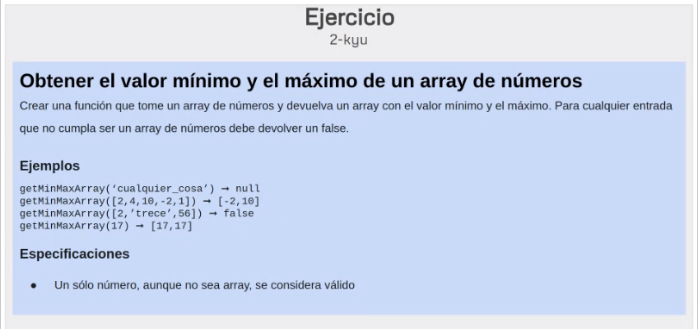 Ejercicio
2-kyu
Obtener el valor mínimo y el máximo de un array de números
Crear una función que tome un array de números y devuelva un array con el valor mínimo y el máximo. Para cualquier entrada
que no cumpla ser un array de números debe devolver un false.
Ejemplos
getMinMaxArray(‘cualquier_cosa’) → null
getMinMaxArray([2,4,10,-2,1]) → [-2,10]
getMinMaxArray([2,’trece’,56]) → false
getMinMaxArray(17) → [17,17]
Especificaciones
● Un sólo número, aunque no sea array, se considera válido